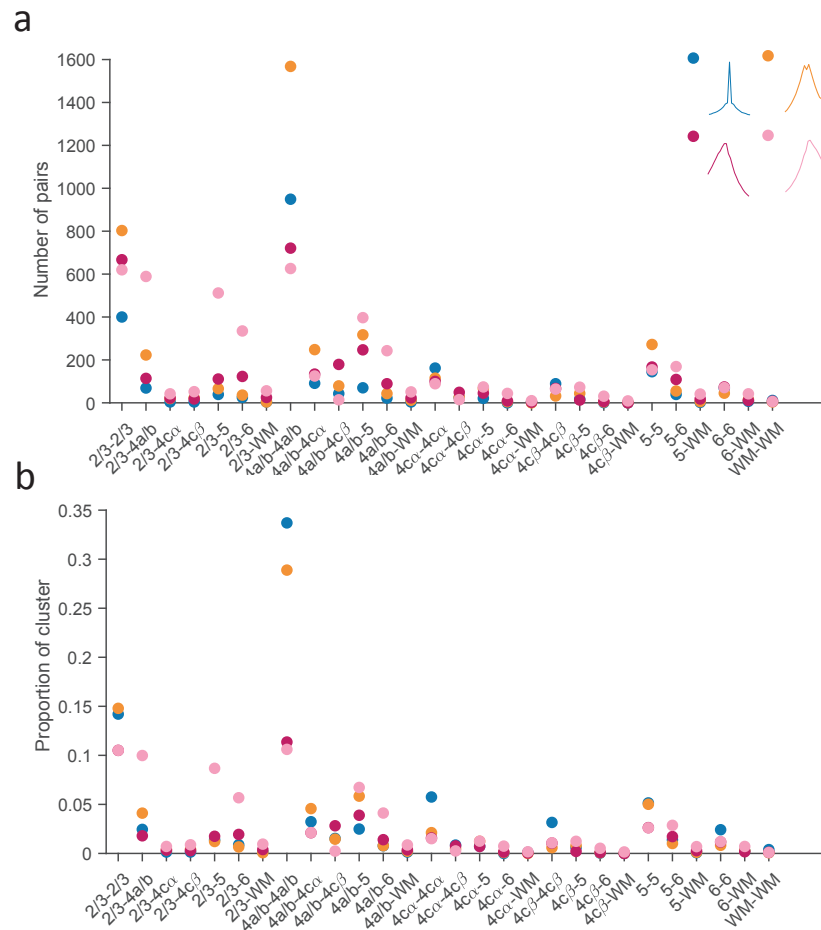 a
1600
1400
1200
1000
800
600
400
200
0
Number of pairs
2/3-2/3
2/3-4a/b
2/3-4cα
2/3-4cβ
2/3-5
2/3-6
2/3-WM
4a/b-4a/b
4a/b-4cα
4a/b-4cβ
4a/b-5
4a/b-6
4a/b-WM
4cα-4cα
4cα-4cβ
4cα-5
4cα-6
4cα-WM
4cβ-4cβ
4cβ-5
4cβ-6
4cβ-WM
5-5
5-6
5-WM
6-6
6-WM
WM-WM
b
0.35
0.3
0.25
0.2
0.15
0.1
0.05
0
Proportion of cluster
2/3-2/3
2/3-4a/b
2/3-4cα
2/3-4cβ
2/3-5
2/3-6
2/3-WM
4a/b-4a/b
4a/b-4cα
4a/b-4cβ
4a/b-5
4a/b-6
4a/b-WM
4cα-4cα
4cα-4cβ
4cα-5
4cα-6
4cα-WM
4cβ-4cβ
4cβ-5
4cβ-6
4cβ-WM
5-5
5-6
5-WM
6-6
6-WM
WM-WM